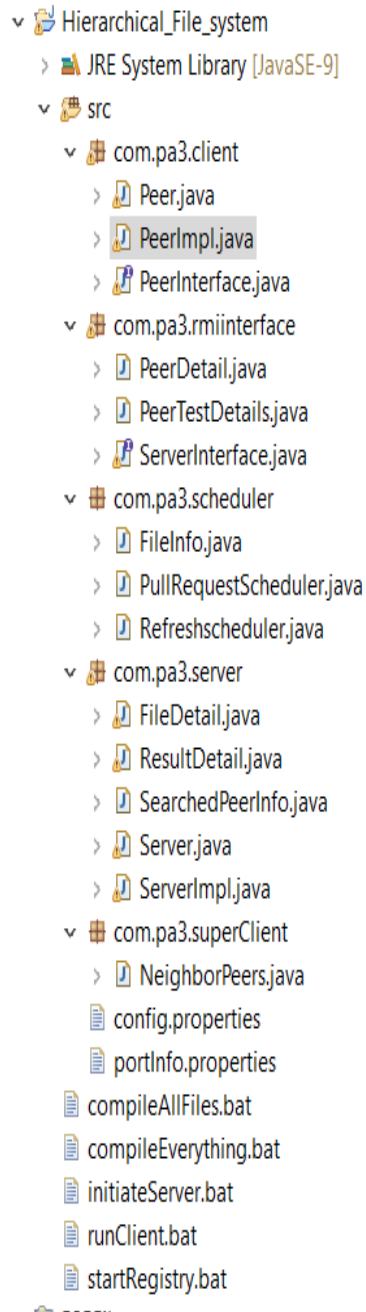 Hierarchical_File_system
JRE System Library [JavaSE-9]
src
com.pa3.client
Peer.java
PeerImpl.java
PeerInterface.java
com.pa3.rmiinterface
PeerDetail.java
PeerTestDetails.java
ServerInterface.java
com.pa3.scheduler
FileInfo.java
PullRequestScheduler.java
Refreshscheduler.java
com.pa3.server
FileDetail.java
ResultDetail.java
SearchedPeerInfo.java
Server.java
ServerImpl.java
com.pa3.superClient
NeighborPeers.java
config.properties
portInfo.properties
compileAllFiles.bat
compileEverything.bat
initiateServer.bat
runClient.bat
startRegistry.bat